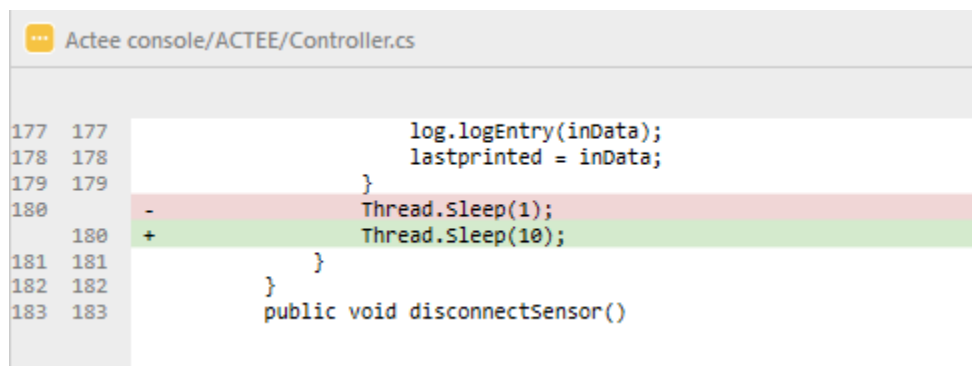 Actee console/ACTEE/Controller.cs
177 177 log.logEntry(inData);
178 178 lastprinted = inData;
179 179 }
180 - Thread.Sleep(1);
180 + Thread.Sleep(10);
181 181 }
182 182 }
183 183 public void disconnectSensor()